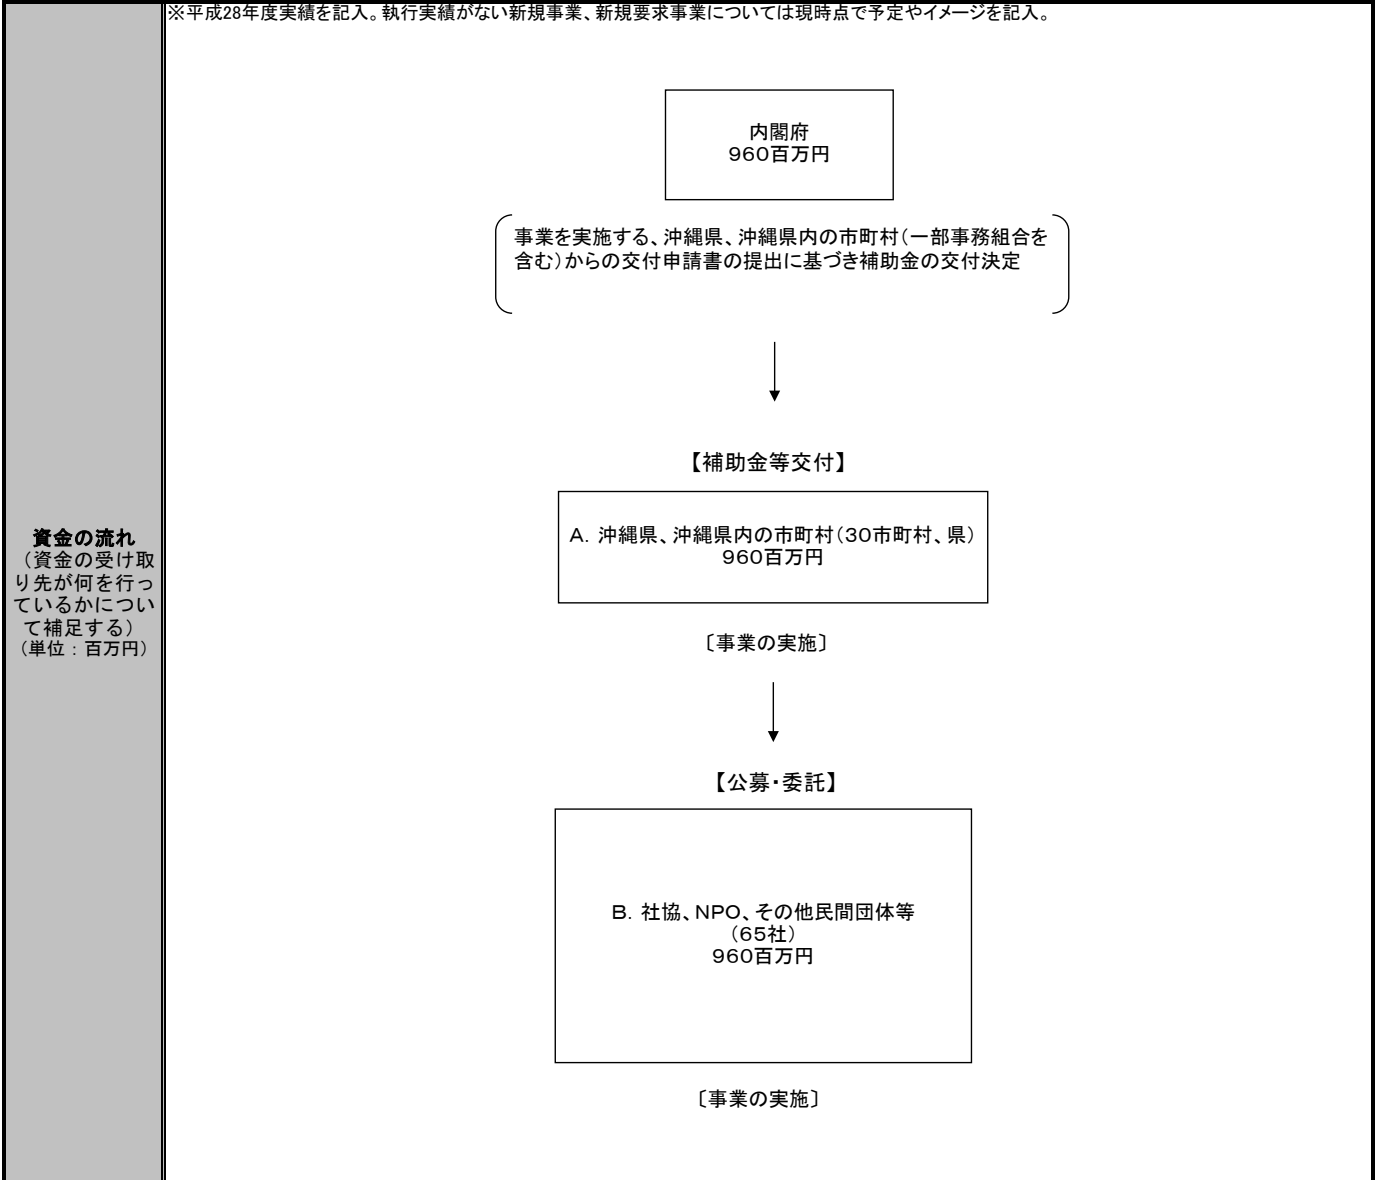 ※平成28年度実績を記入。執行実績がない新規事業、新規要求事業については現時点で予定やイメージを記入。
資金の流れ
（資金の受け取
り先が何を行っ
ているかについ
て補足する）
（単位：百万円）
内閣府
960百万円
事業を実施する、沖縄県、沖縄県内の市町村（一部事務組合を
含む）からの交付申請書の提出に基づき補助金の交付決定
【補助金等交付】
A．沖縄県、沖縄県内の市町村（30市町村、県）
960百万円
〔事業の実施〕
【公募・委託】
B．社協、NPO、その他民間団体等
（65社）
960百万円
〔事業の実施〕